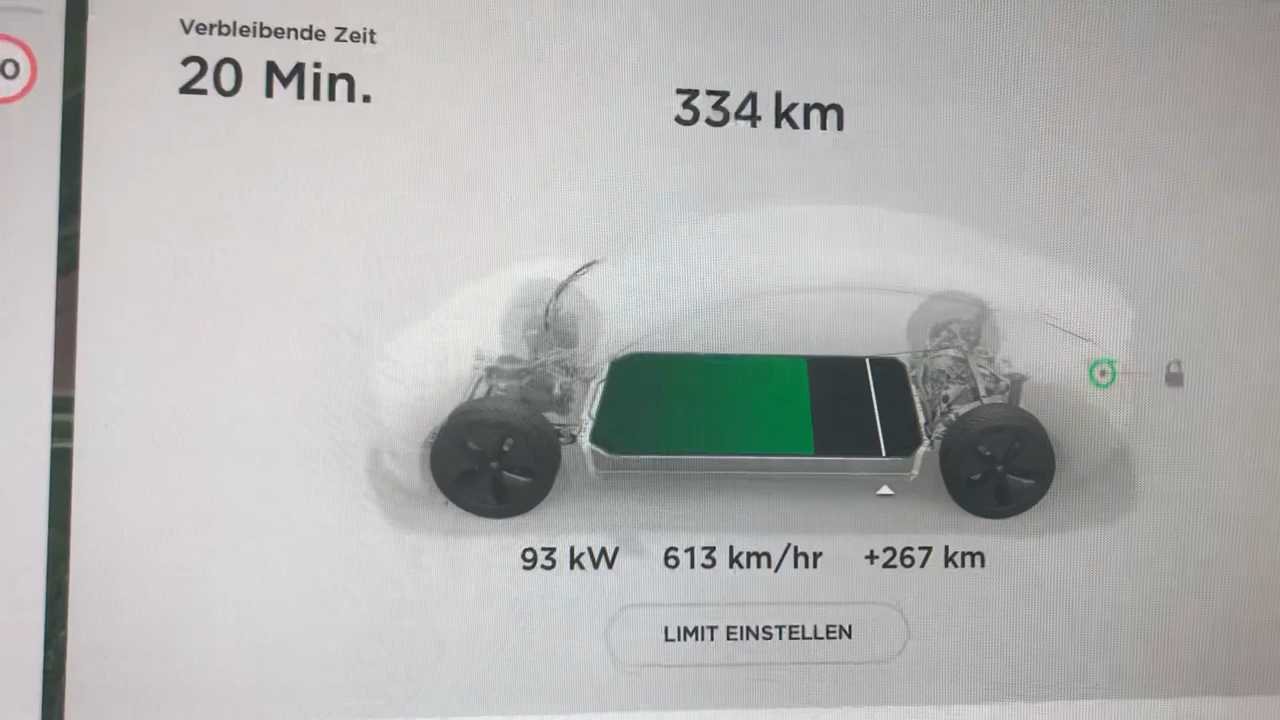 Verbleibende Zeit
20 Min.
334 km
93 kW 613 km/hr +267 km
LIMIT EINSTELLEN